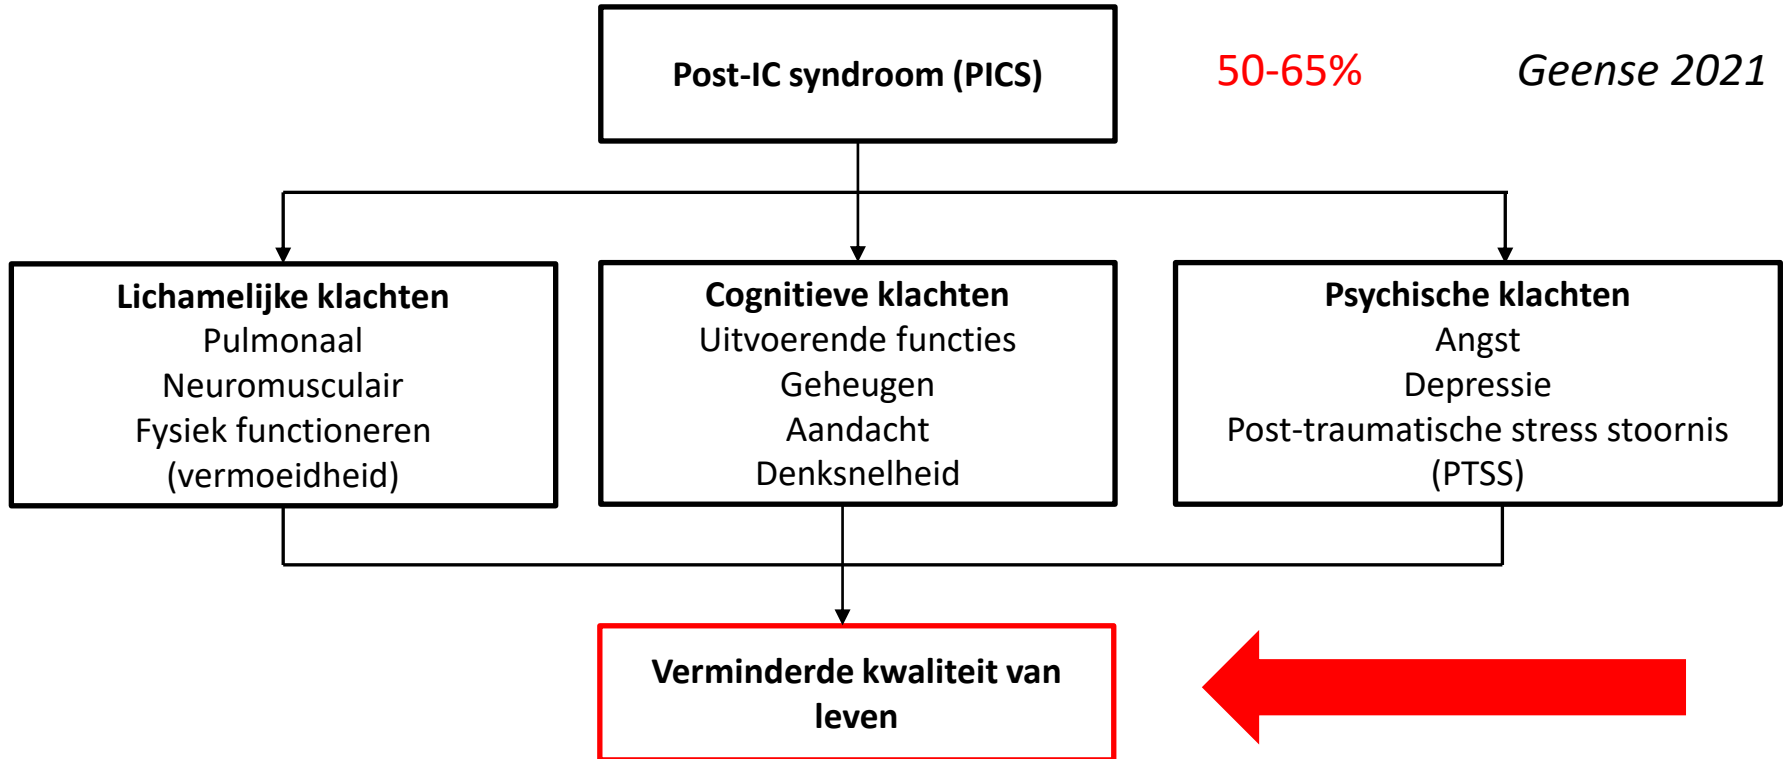 Post-IC syndroom (PICS)
50-65%
Geense 2021
Lichamelijke klachten
Pulmonaal
Neuromusculair
Fysiek functioneren
(vermoeidheid)
Cognitieve klachten
Uitvoerende functies
Geheugen
Aandacht
Denksnelheid
Psychische klachten
Angst
Depressie
Post-traumatische stress stoornis
(PTSS)
Verminderde kwaliteit van
leven